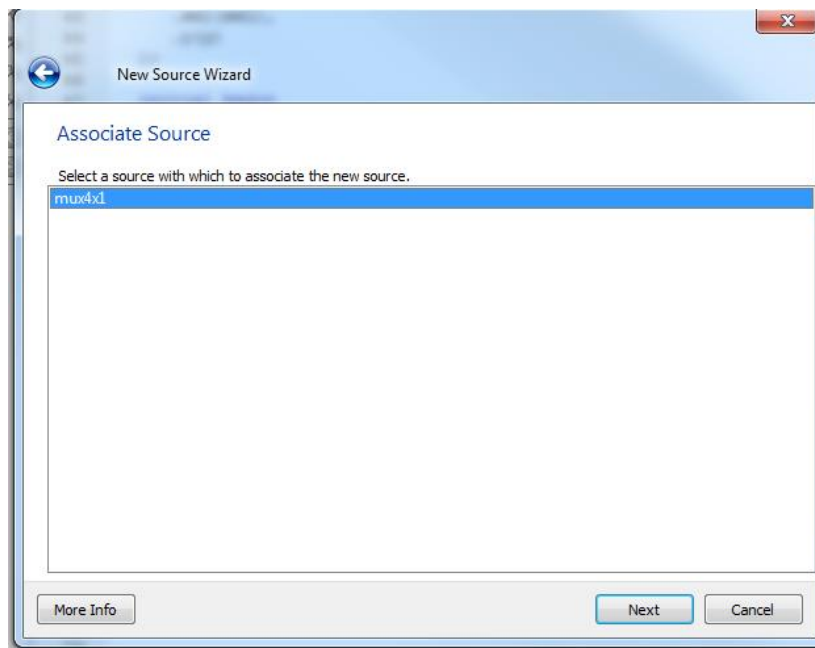 New Source Wizard
Associate Source
Select a source with which to associate the new source.
mux4x1
More Info
Next
Cancel